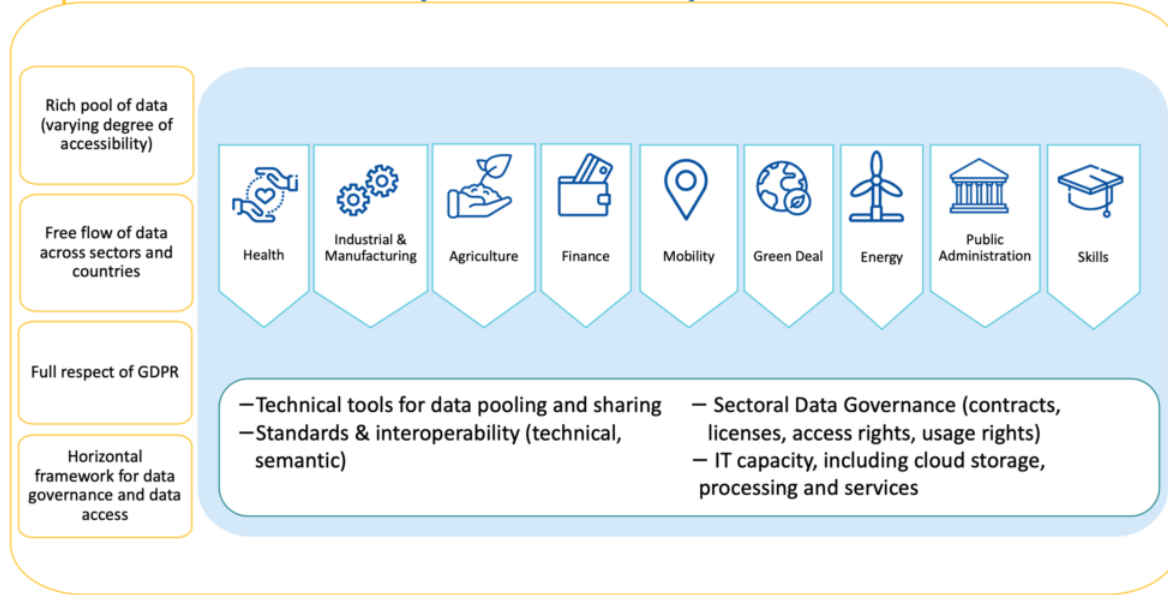 Rich pool of data
(varying degree of
accessibility)
Free flow of data
across sectors and
countries
Full respect of GDPR
Horizontal
framework for data
governance and data
access
Health
Industrial &
Manufacturing
Agriculture
Finance
Mobility
Green Deal
Energy
Public
Administration
Skills
–Technical tools for data pooling and sharing
–Standards & interoperability (technical,
semantic)
– Sectoral Data Governance (contracts,
licenses, access rights, usage rights)
– IT capacity, including cloud storage,
processing and services